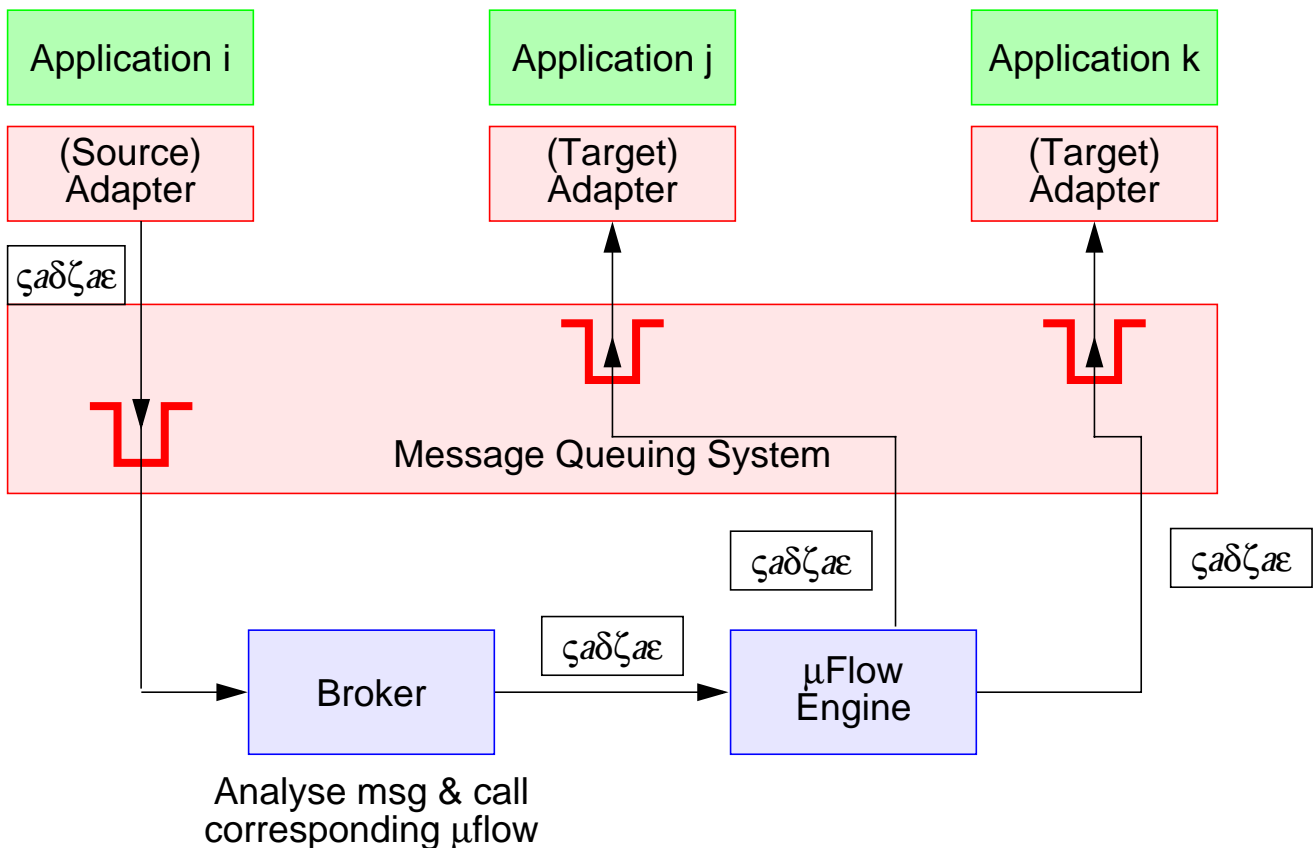 Application i
Application j
Application k
(Source)
Adapter
(Target)
Adapter
(Target)
Adapter
ςaδζaε
Message Queuing System
ςaδζaε
ςaδζaε
ςaδζaε
Broker
μFlow
Engine
Analyse msg & call
corresponding μflow